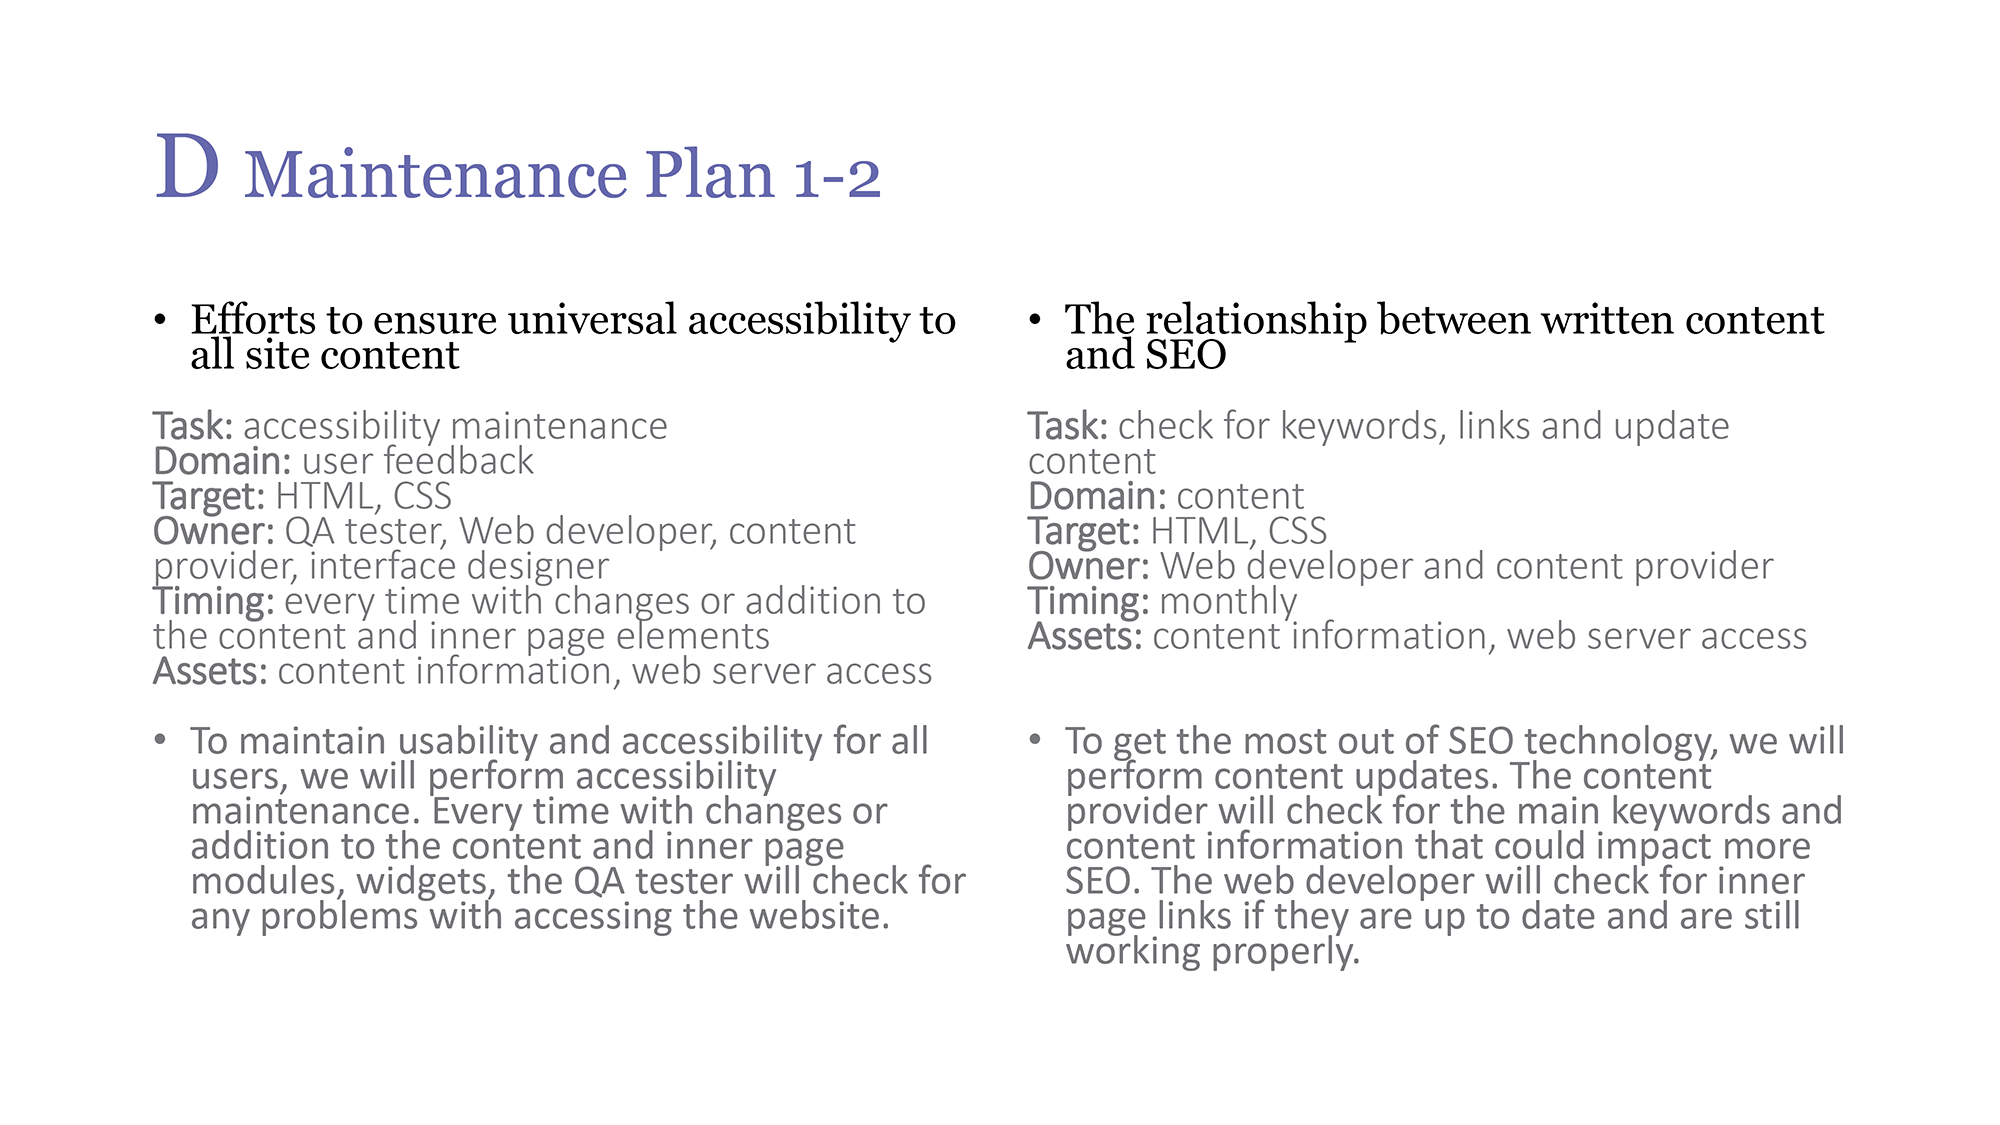 D Maintenance Plan 1-2
• Efforts to ensure universal accessibility to
all site content
Task: accessibility maintenance
Domain: user feedback
Target: HTML, CSS
Owner: QA tester, Web developer, content
provider, interface designer
Timing: every time with changes or addition to
the content and inner page elements
Assets: content information, web server access
• To maintain usability and accessibility for all
users, we will perform accessibility
maintenance. Every time with changes or
addition to the content and inner page
modules, widgets, the QA tester will check for
any problems with accessing the website.
• The relationship between written content
and SEO
Task: check for keywords, links and update
content
Domain: content
Target: HTML, CSS
Owner: Web developer and content provider
Timing: monthly
Assets: content information, web server access
• To get the most out of SEO technology, we will
perform content updates. The content
provider will check for the main keywords and
content information that could impact more
SEO. The web developer will check for inner
page links if they are up to date and are still
working properly.